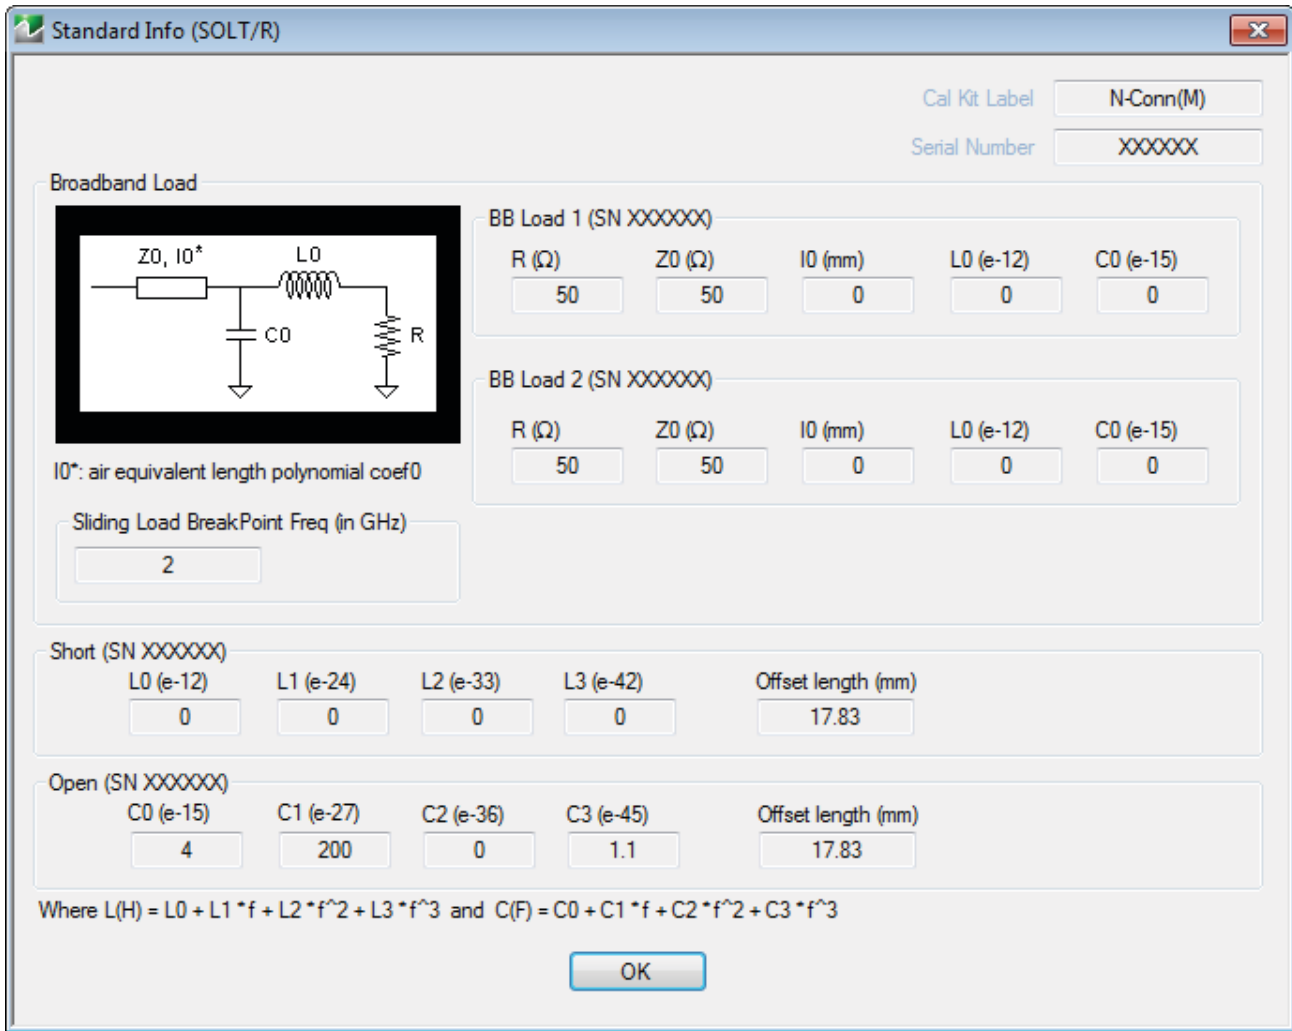 Standard Info (SOLT/R)
Cal Kit Label N-Conn(M)
Serial Number XXXXXX
Broadband Load
Z0, I0* L0
C0 R
I0*: air equivalent length polynomial coef0
BB Load 1 (SN XXXXXX)
R (Ω) Z0 (Ω) I0 (mm) L0 (e-12) C0 (e-15)
50 50 0 0 0
BB Load 2 (SN XXXXXX)
R (Ω) Z0 (Ω) I0 (mm) L0 (e-12) C0 (e-15)
50 50 0 0 0
Sliding Load BreakPoint Freq (in GHz)
2
Short (SN XXXXXX)
L0 (e-12) L1 (e-24) L2 (e-33) L3 (e-42) Offset length (mm)
0 0 0 0 17.83
Open (SN XXXXXX)
C0 (e-15) C1 (e-27) C2 (e-36) C3 (e-45) Offset length (mm)
4 200 0 1.1 17.83
Where L(H) = L0 + L1 * f + L2 * f^2 + L3 * f^3 and C(F) = C0 + C1 * f + C2 * f^2 + C3 * f^3
OK